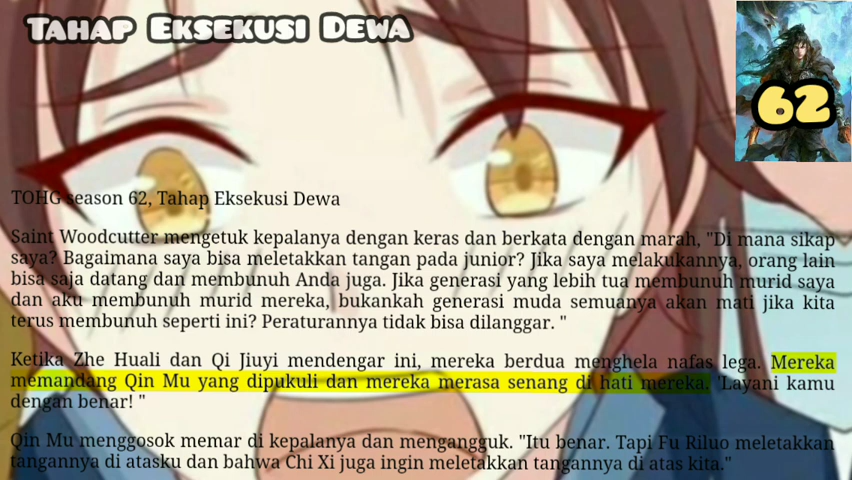 Tahap Eksekusi Dewa
62
TOHG season 62, Tahap Eksekusi Dewa
Saint Woodcutter mengetuk kepalanya dengan keras dan berkata dengan marah, "Di mana sikap
saya? Bagaimana saya bisa meletakkan tangan pada junior? Jika saya melakukannya, orang lain
bisa saja datang dan membunuh Anda juga. Jika generasi yang lebih tua membunuh murid saya
dan aku membunuh murid mereka, bukankah generasi muda semuanya akan mati jika kita
terus membunuh seperti ini? Peraturannya tidak bisa dilanggar. "
Ketika Zhe Huali dan Qi Jiuyi mendengar ini, mereka berdua menghela nafas lega. Mereka
memandang Qin Mu yang dipukuli dan mereka merasa senang di hati mereka. 'Layani kamu
dengan benar! "
Qin Mu menggosok memar di kepalanya dan mengangguk. "Itu benar. Tapi Fu Riluo meletakkan
tangannya di atasku dan bahwa Chi Xi juga ingin meletakkan tangannya di atas kita."